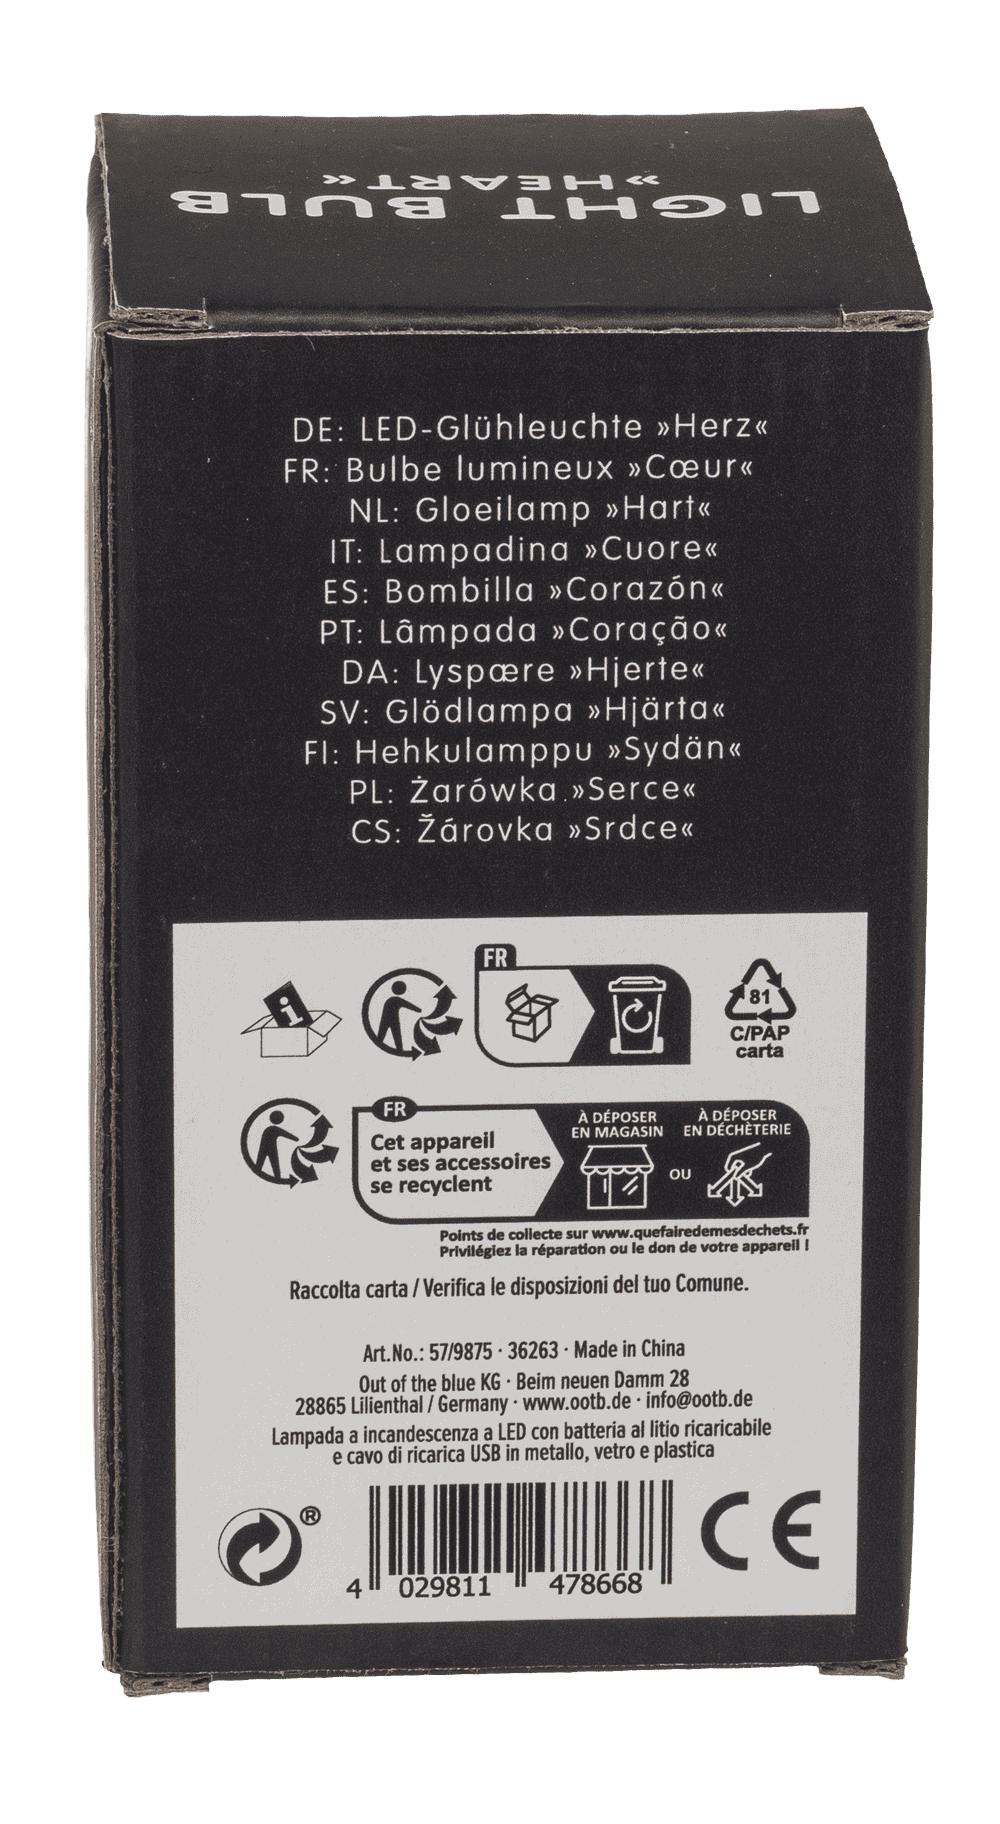 LIGHT BULB
»HEART«
DE: LED-Glühleuchte »Herz«
FR: Bulbe lumineux »Cœur«
NL: Gloeilamp »Hart«
IT: Lampadina »Cuore«
ES: Bombilla »Corazón«
PT: Lâmpada »Coração«
DA: Lyspœre »Hjerte«
SV: Glödlampa »Hjärta«
FI: Hehkulamppu »Sydän«
PL: Żarówka »Serce«
CS: Žárovka »Srdce«
i
FR
81
C/PAP
carta
FR
Cet appareil
et ses accessoires
se recyclent
À DÉPOSER
EN MAGASIN
OU
À DÉPOSER
EN DÉCHÈTERIE
Points de collecte sur www.quefairedemesdechets.fr
Privilégiez la réparation ou le don de votre appareil !
Raccolta carta / Verifica le disposizioni del tuo Comune.
Art.No.: 57/9875 · 36263 · Made in China
Out of the blue KG · Beim neuen Damm 28
28865 Lilienthal / Germany · www.ootb.de · info@ootb.de
Lampada a incandescenza a LED con batteria al litio ricaricabile
e cavo di ricarica USB in metallo, vetro e plastica
®
4 029811 478668
CE